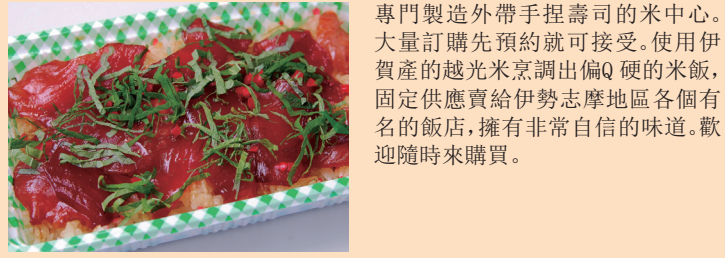 專門製造外帶手捏壽司的米中心。
大量訂購先預約就可接受。使用伊
賀產的越光米烹調出偏Q 硬的米飯，
固定供應賣給伊勢志摩地區各個有
名的飯店，擁有非常自信的味道。歡
迎隨時來購買。